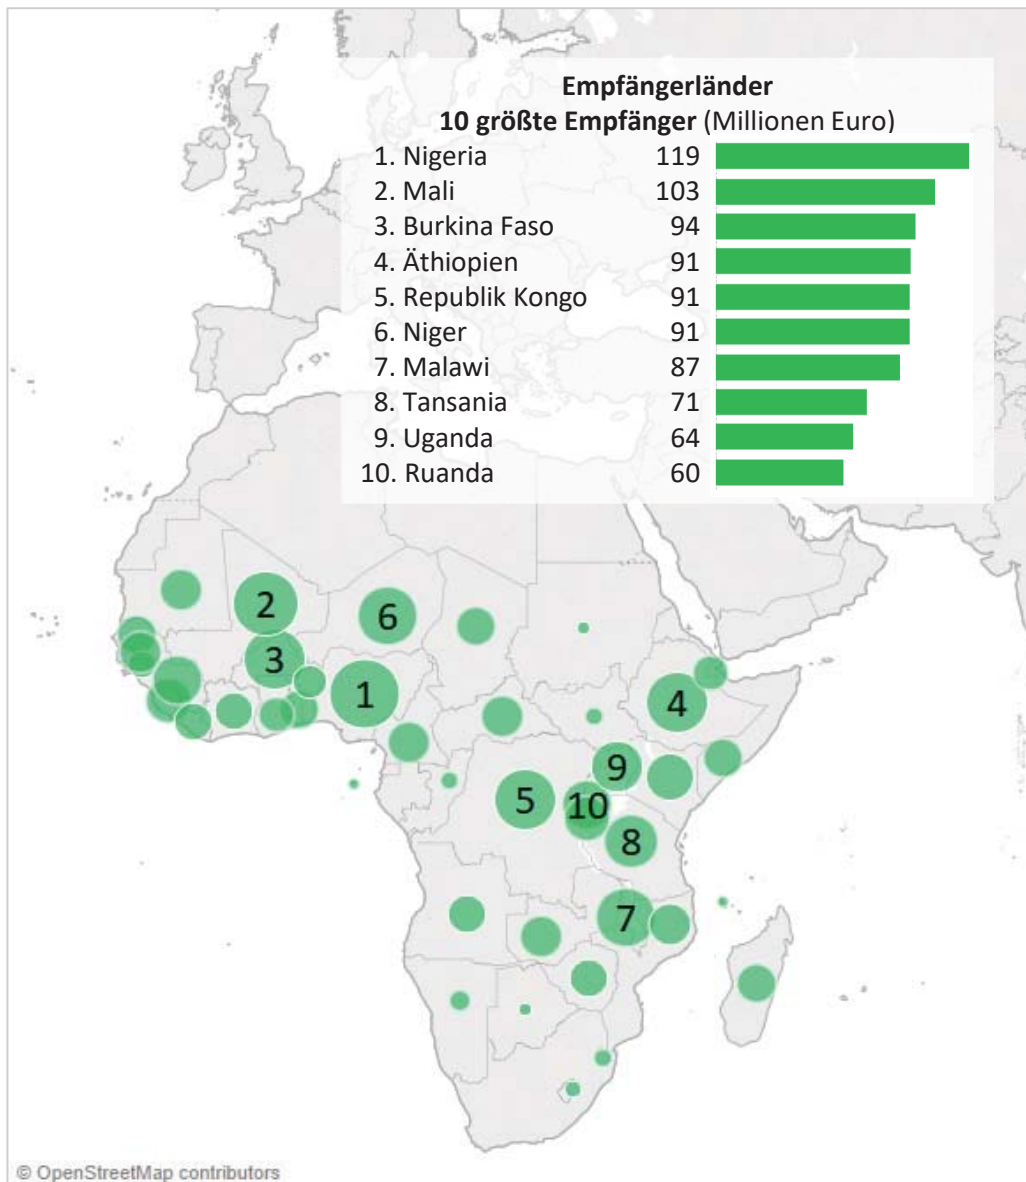 Empfängerländer
10 größte Empfänger (Millionen Euro)
1. Nigeria 119
2. Mali 103
3. Burkina Faso 94
4. Äthiopien 91
5. Republik Kongo 91
6. Niger 91
7. Malawi 87
8. Tansania 71
9. Uganda 64
10. Ruanda 60
2
6
3
1
4
9
5
10
8
7
© OpenStreetMap contributors